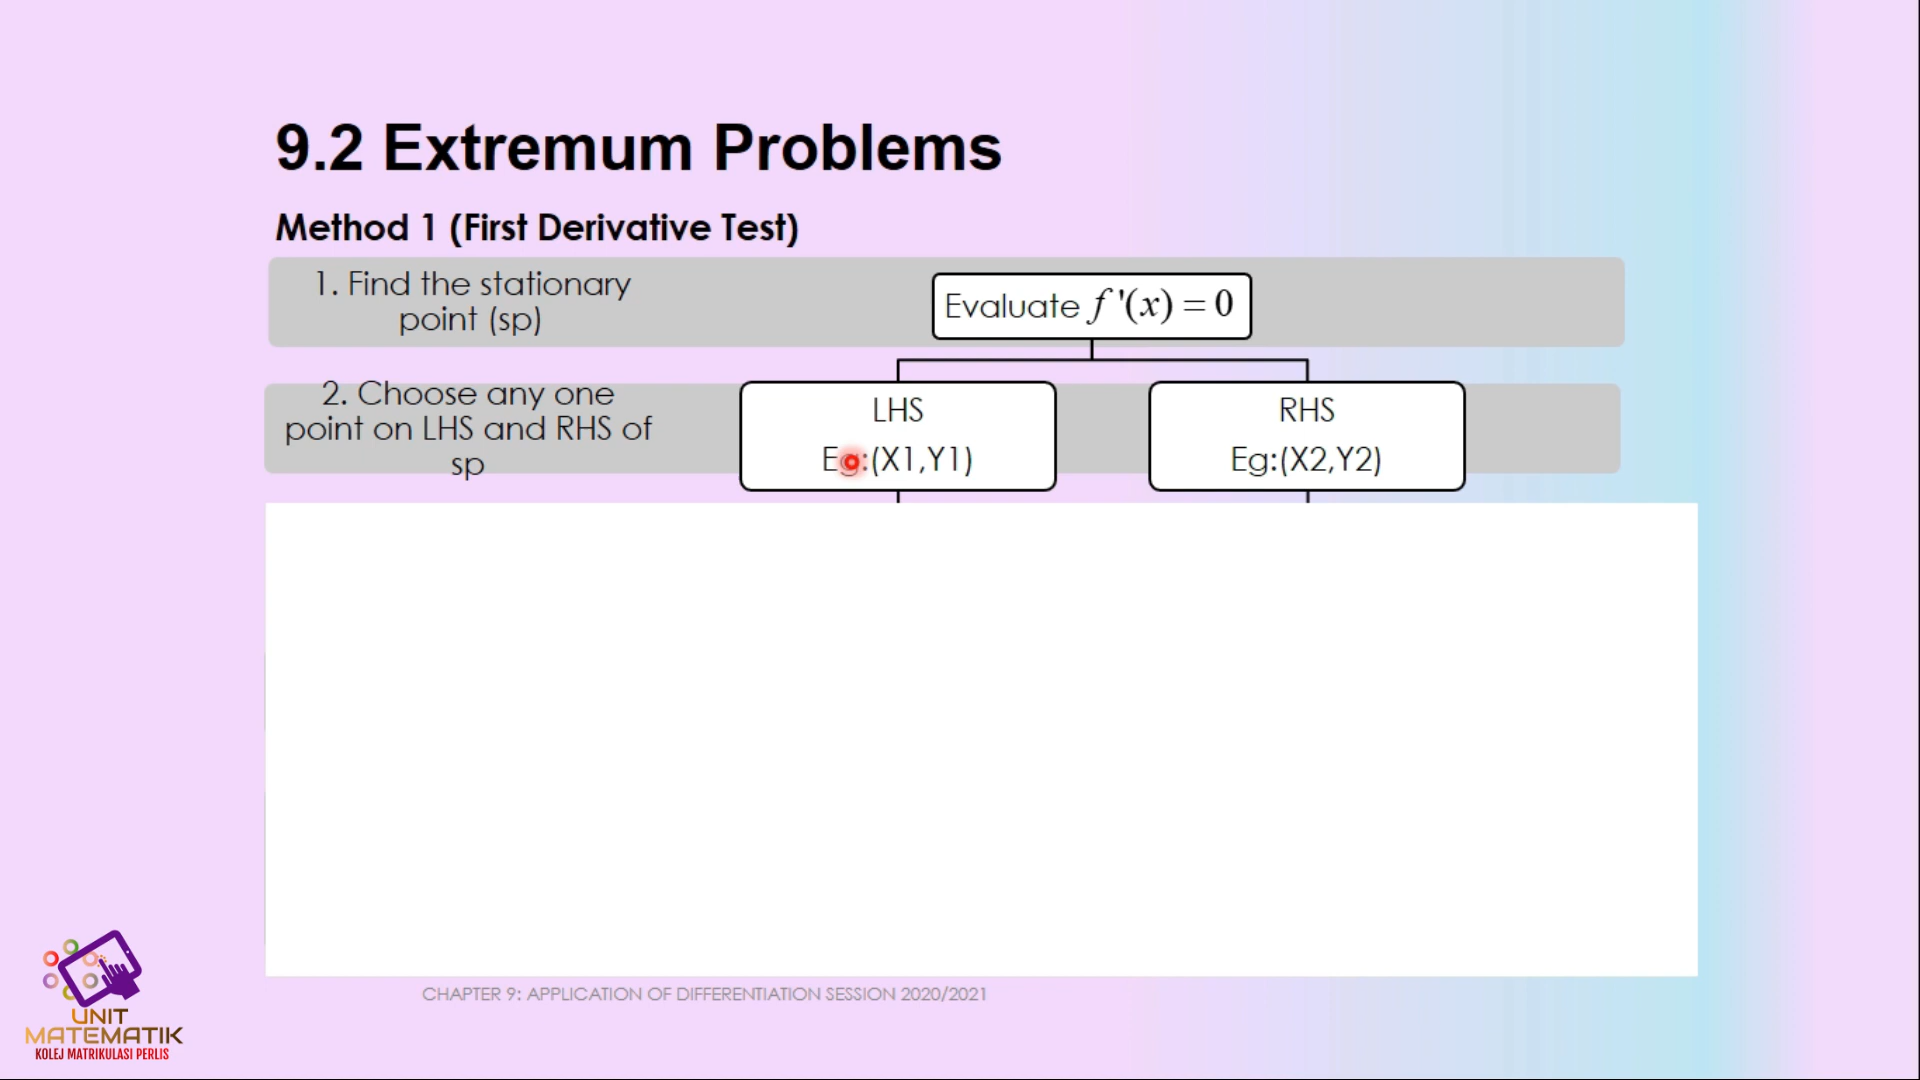 9.2 Extremum Problems
Method 1 (First Derivative Test)
1. Find the stationary
point (sp)
Evaluate f '(x) = 0
2. Choose any one
point on LHS and RHS of
sp
LHS
Eg:(X1,Y1)
RHS
Eg:(X2,Y2)
CHAPTER 9: APPLICATION OF DIFFERENTIATION SESSION 2020/2021
UNIT
MATEMATIK
KOLEJ MATRIKULASI PERLIS